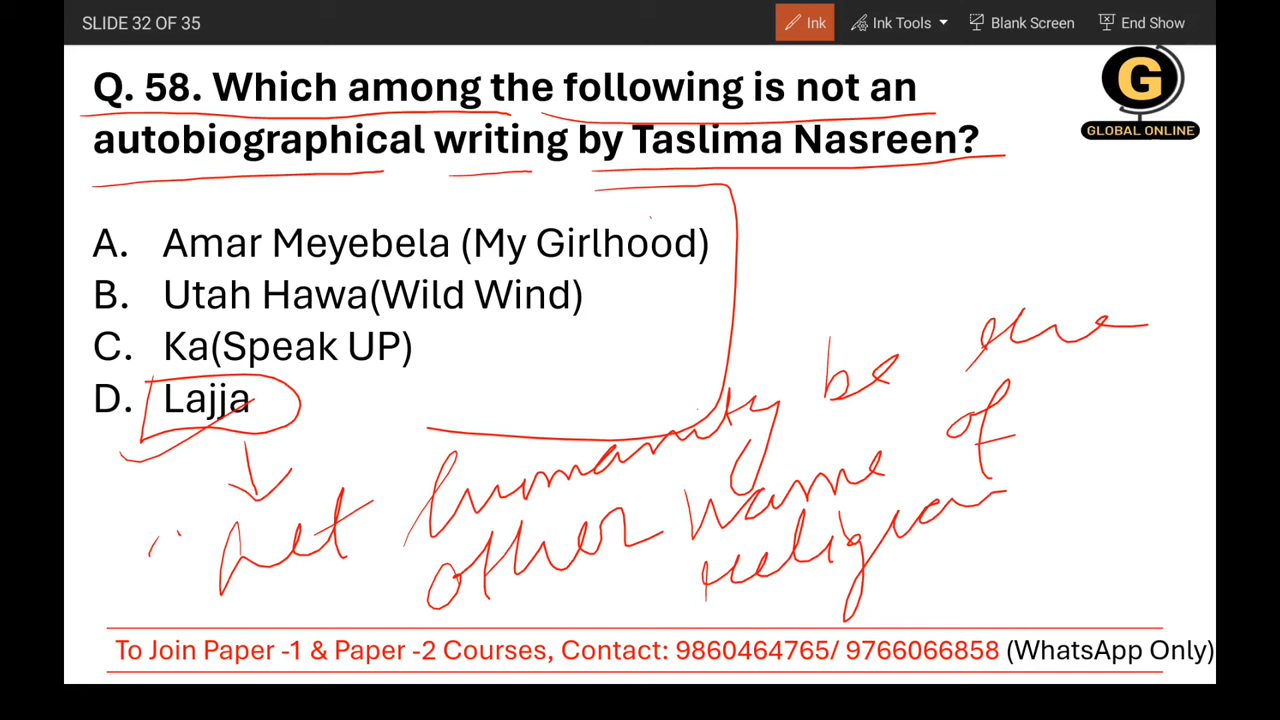 SLIDE 32 OF 35
Ink
Ink Tools
Blank Screen
End Show
Q. 58. Which among the following is not an
autobiographical writing by Taslima Nasreen?
G
GLOBAL ONLINE
A. Amar Meyebela (My Girlhood)
B. Utah Hawa(Wild Wind)
C. Ka(Speak UP)
D. Lajja
Let humanity be the
other name of
religion
To Join Paper -1 & Paper -2 Courses, Contact: 9860464765/ 9766066858 (WhatsApp Only)